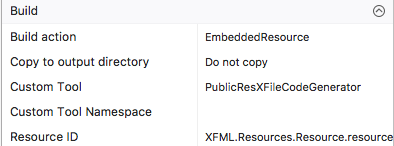 Build
Build action EmbeddedResource
Copy to output directory Do not copy
Custom Tool PublicResXFileCodeGenerator
Custom Tool Namespace
Resource ID XFML.Resources.Resource.resource